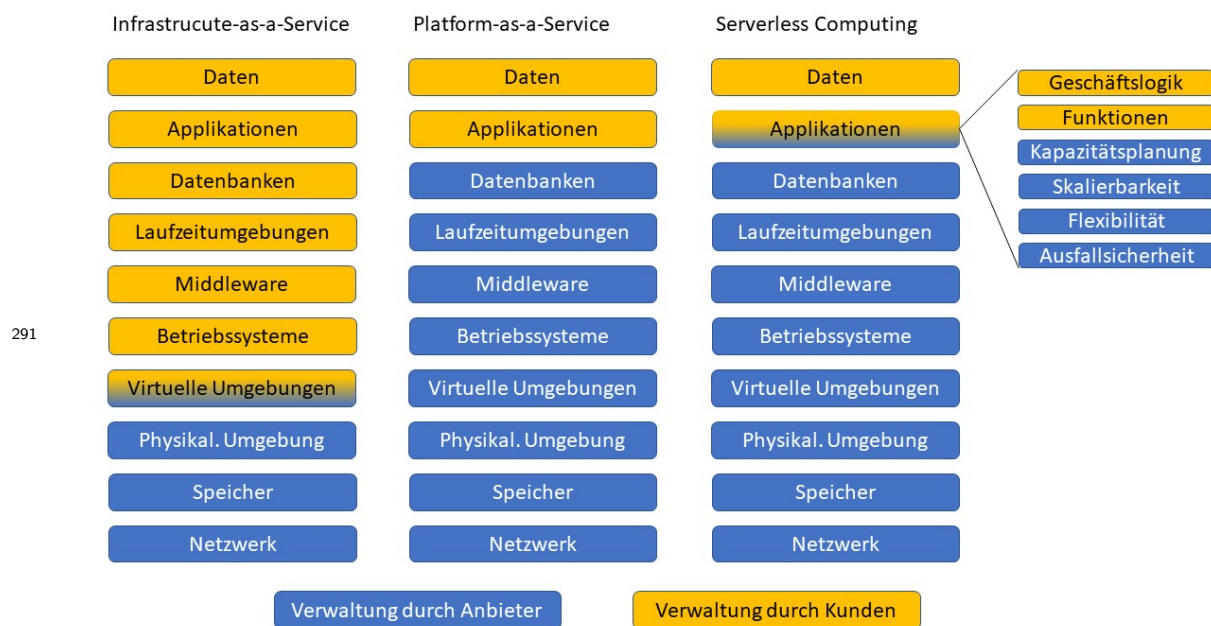 Infrastrucute-as-a-Service
Platform-as-a-Service
Serverless Computing
Daten
Daten
Daten
Applikationen
Applikationen
Applikationen
Datenbanken
Datenbanken
Datenbanken
Laufzeitumgebungen
Laufzeitumgebungen
Laufzeitumgebungen
Middleware
Middleware
Middleware
Betriebssysteme
Betriebssysteme
Betriebssysteme
Virtuelle Umgebungen
Virtuelle Umgebungen
Virtuelle Umgebungen
Physikal. Umgebung
Physikal. Umgebung
Physikal. Umgebung
Speicher
Speicher
Speicher
Netzwerk
Netzwerk
Netzwerk
Geschäftslogik
Funktionen
Kapazitätsplanung
Skalierbarkeit
Flexibilität
Ausfallsicherheit
291
Verwaltung durch Anbieter
Verwaltung durch Kunden